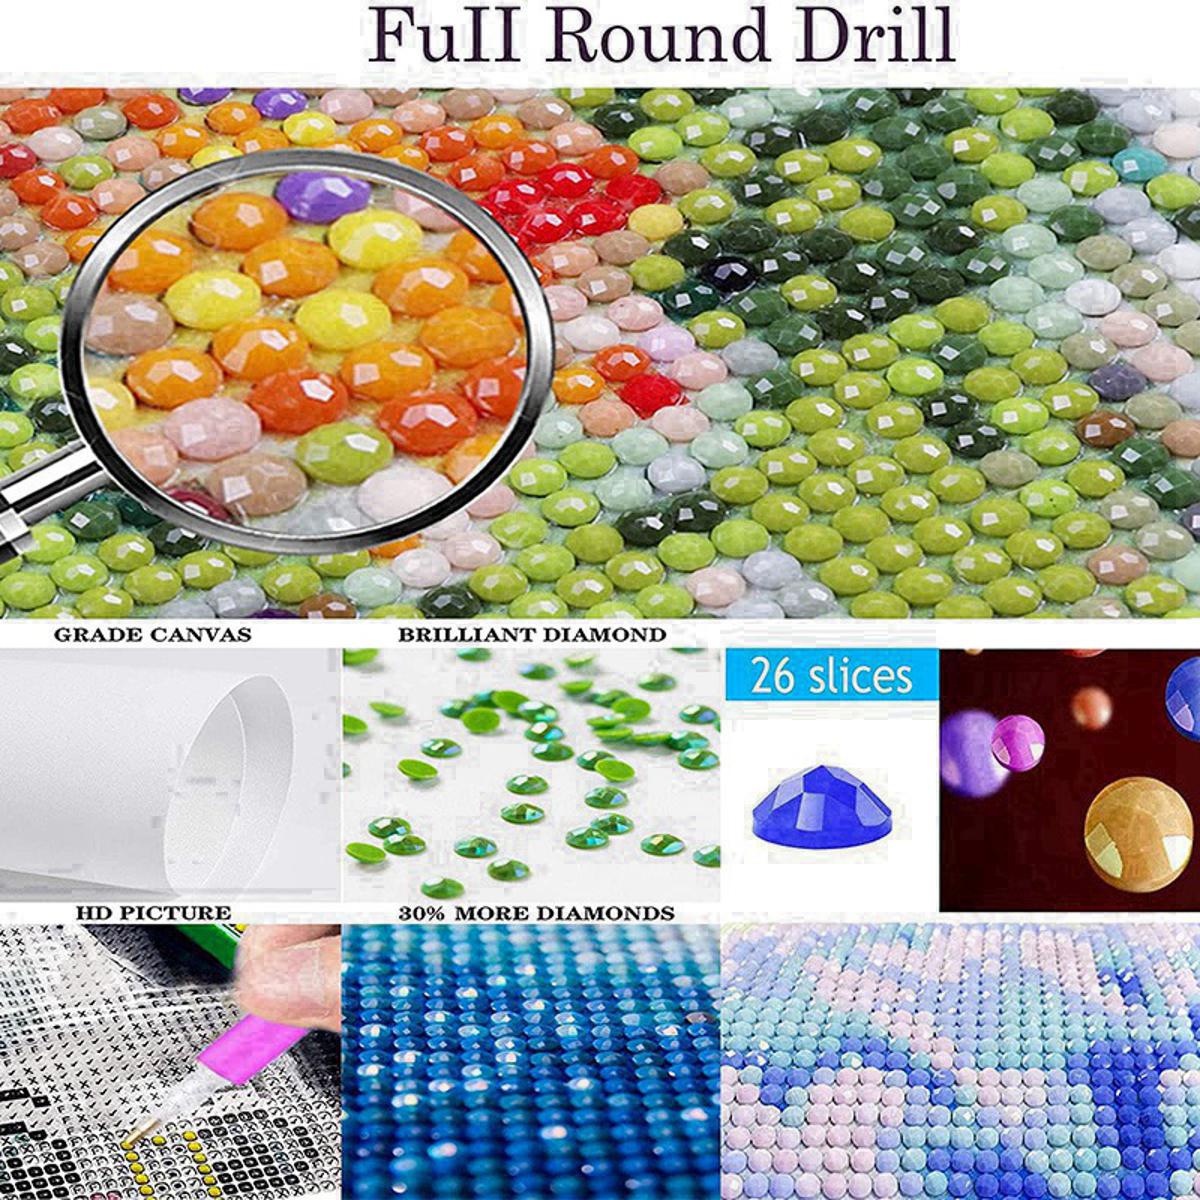 FuII Round Drill
GRADE CANVAS
BRILLIANT DIAMOND
26 slices
HD PICTURE
30% MORE DIAMONDS